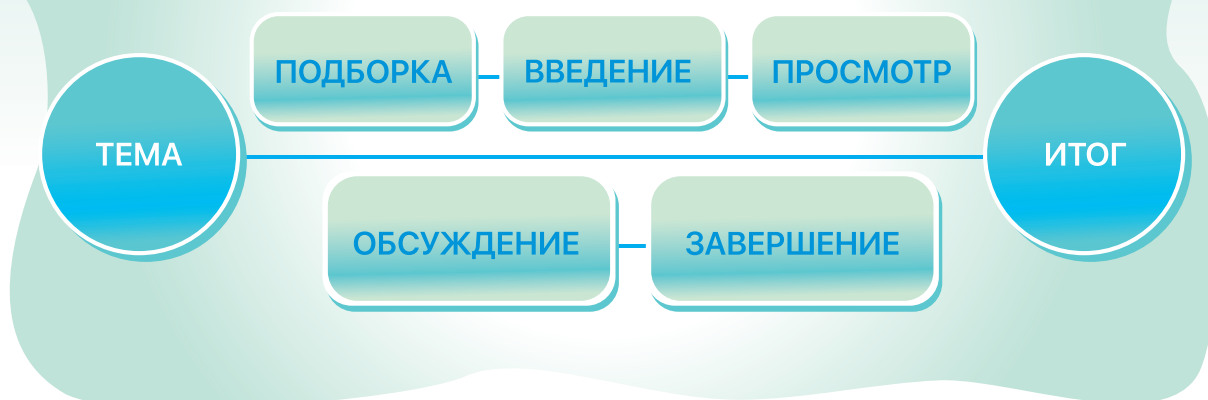 ПОДБОРКА
ВВЕДЕНИЕ
ПРОСМОТР
ТЕМА
ИТОГ
ОБСУЖДЕНИЕ
ЗАВЕРШЕНИЕ